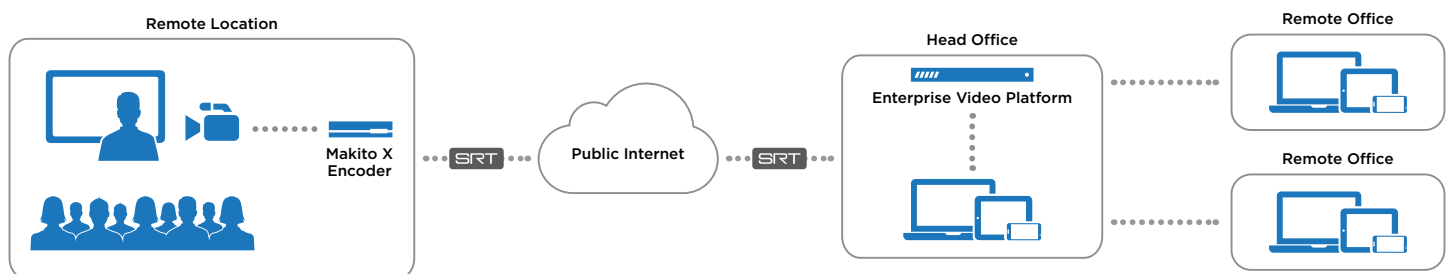 Remote Location
Makito X
Encoder
SRT
Public Internet
SRT
Head Office
Enterprise Video Platform
Remote Office
Remote Office